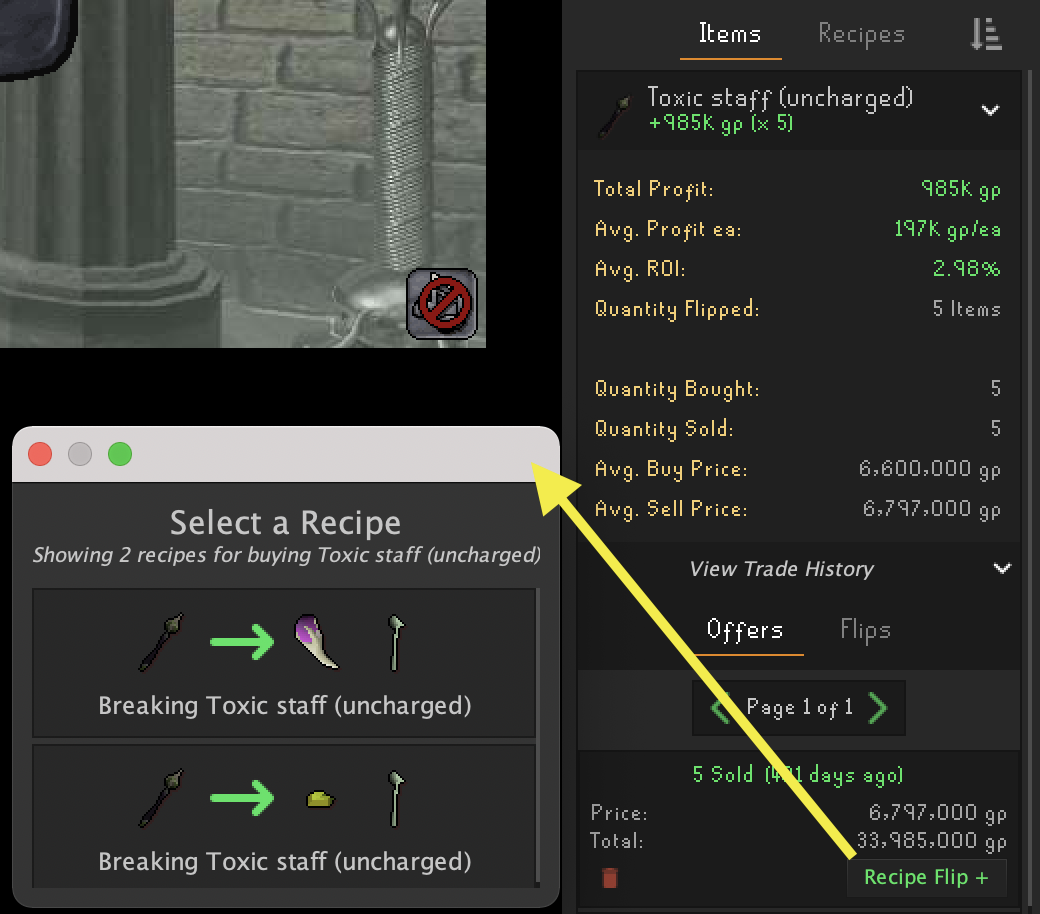 Items Recipes
Toxic staff (uncharged)
+985K gp (x 5)
Total Profit: 985K gp
Avg. Profit ea: 197K gp/ea
Avg. ROI: 2.98%
Quantity Flipped: 5 Items
Quantity Bought: 5
Quantity Sold: 5
Avg. Buy Price: 6,600,000 gp
Avg. Sell Price: 6,797,000 gp
View Trade History
Offers Flips
Page 1 of 1
5 Sold days ago)
Price: 6,797,000 gp
Total: 33,985,000 gp
Recipe Flip +
Select a Recipe
Showing 2 recipes for buying Toxic staff (uncharged)
Breaking Toxic staff (uncharged)
Breaking Toxic staff (uncharged)